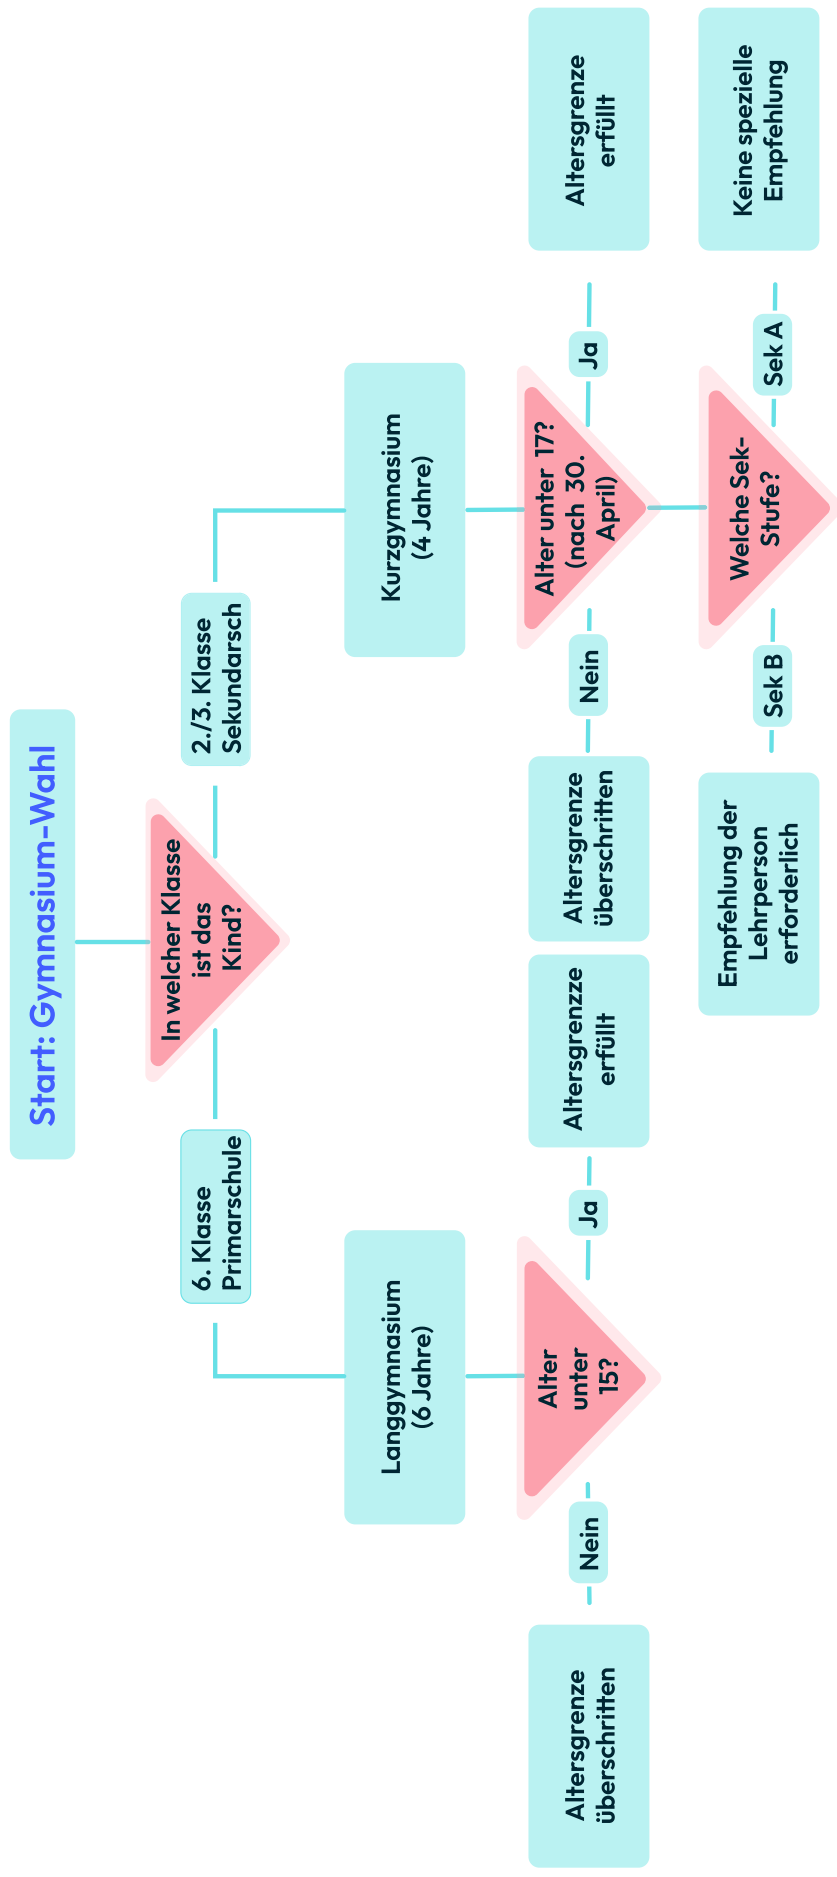 Start: Gymnasium-Wahl
In welcher Klasse
ist das
Kind?
6. Klasse
Primarschule
2./3. Klasse
Sekundarsch
Langgymnasium
(6 Jahre)
Kurzgymnasium
(4 Jahre)
Altersgrenze
überschritten
Nein
Alter
unter
15?
Ja
Altersgrenzze
erfüllt
Altersgrenze
überschritten
Nein
Alter unter 17?
(nach 30.
April)
Ja
Altersgrenze
erfüllt
Empfehlung der
Lehrperson
erforderlich
Sek B
Welche Sek-
Stufe?
Sek A
Keine spezielle
Empfehlung